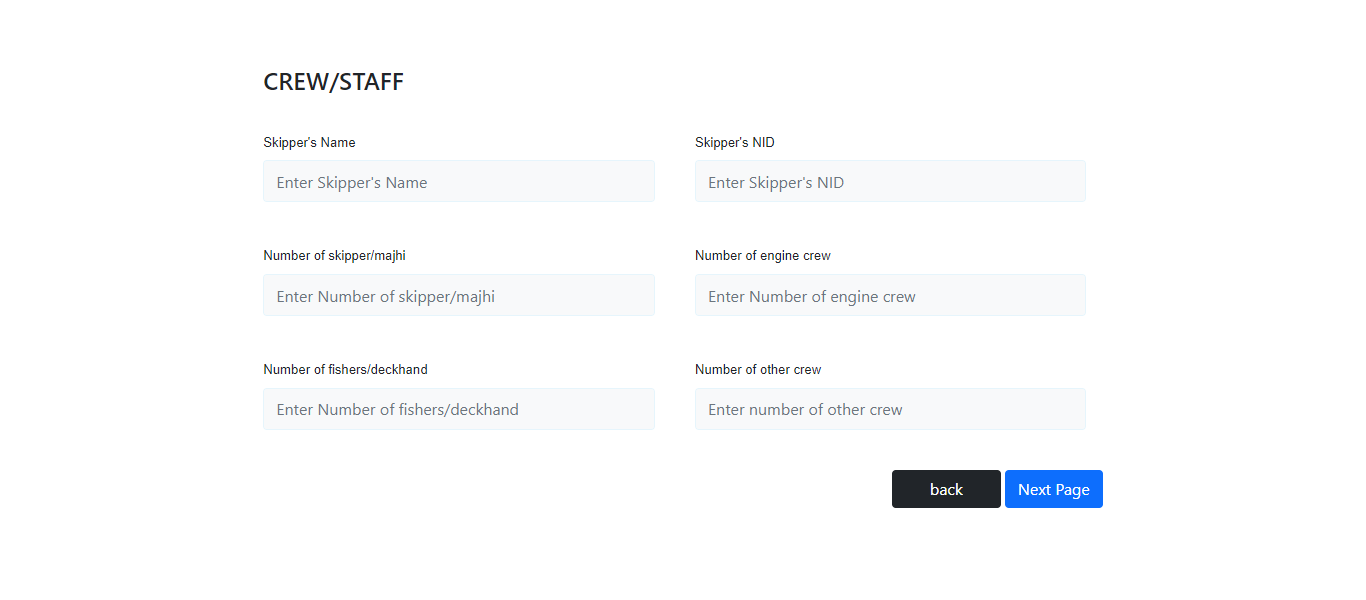 CREW/STAFF
Skipper's Name
Skipper's NID
Enter Skipper's Name
Enter Skipper's NID
Number of skipper/majhi
Number of engine crew
Enter Number of skipper/majhi
Enter Number of engine crew
Number of fishers/deckhand
Number of other crew
Enter Number of fishers/deckhand
Enter number of other crew
back
Next Page